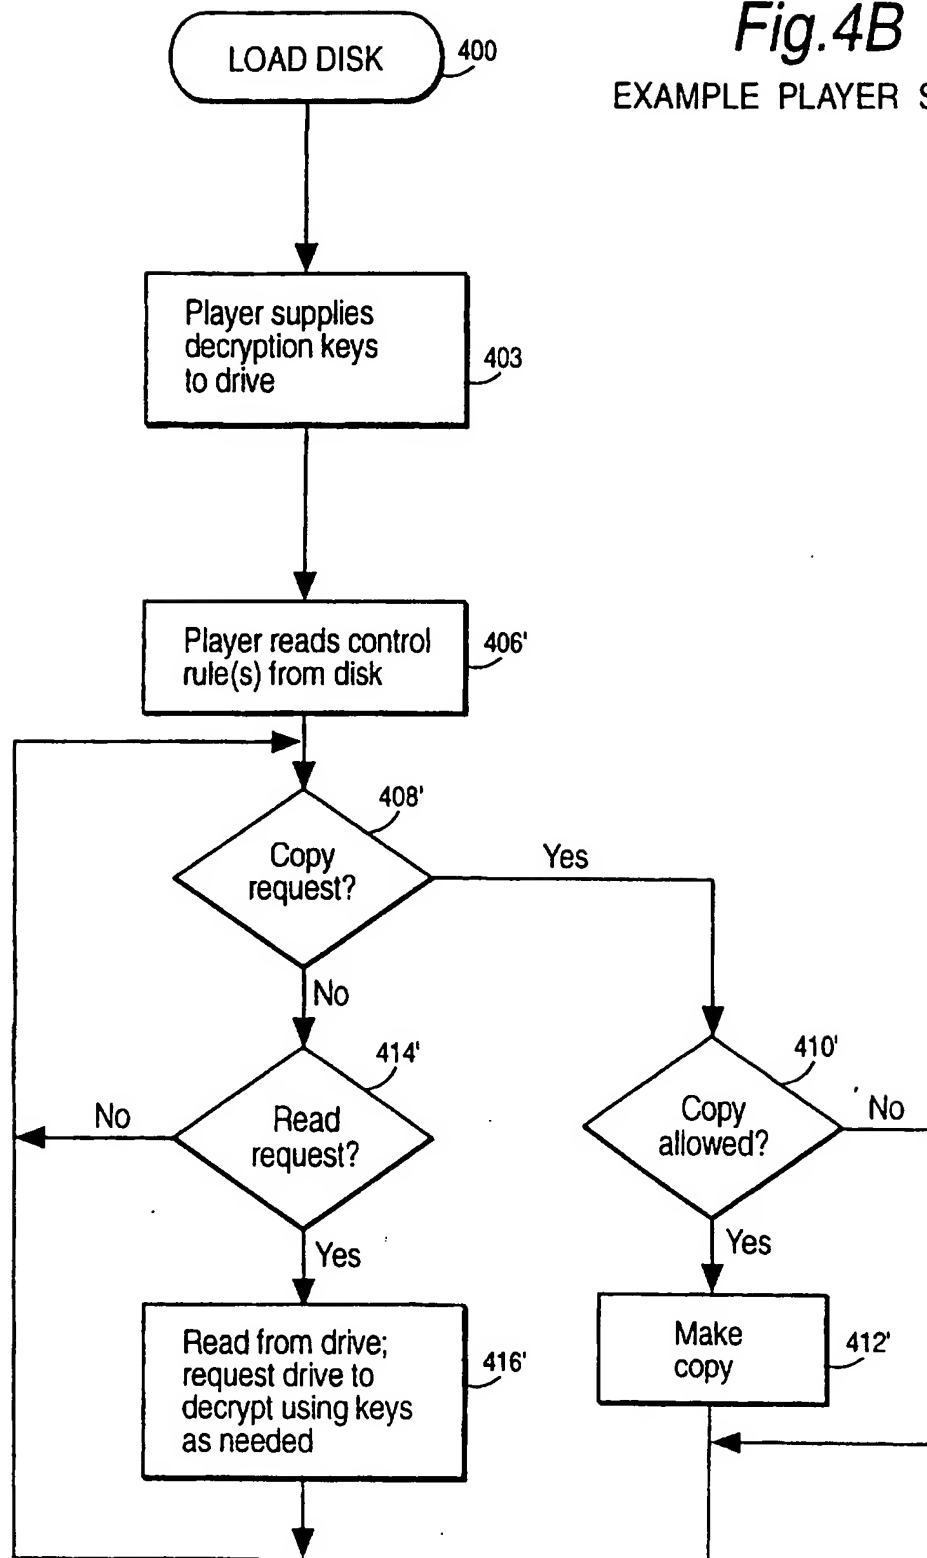 Fig.4B
EXAMPLE PLAYER
LOAD DISK
400
Player supplies
decryption keys
to drive
403
Player reads control
rule(s) from disk
406'
408'
Copy
request?
Yes
No
414'
Read
request?
No
Yes
410'
Copy
allowed?
No
Yes
Read from drive;
request drive to
decrypt using keys
as needed
416'
Make
copy
412'